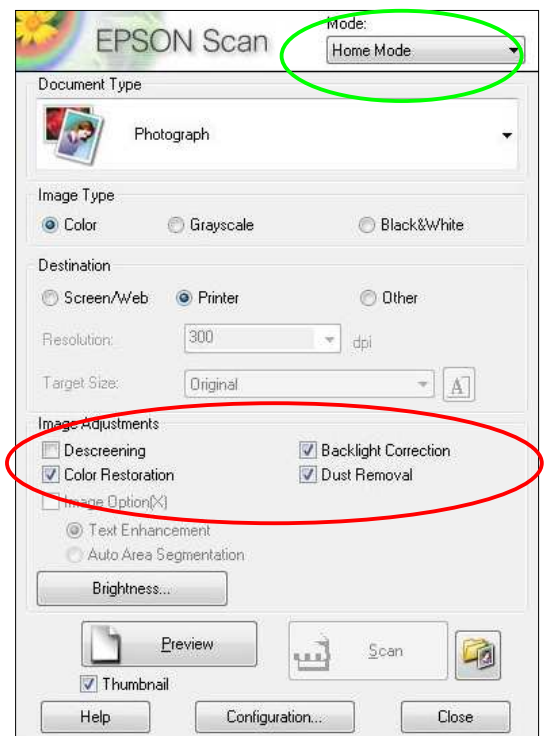 Mode:
EPSON Scan
Home Mode
Document Type
Photograph
Image Type
Color Grayscale Black&White
Destination
Screen/Web Printer Other
Resolution: 300 dpi
Target Size: Original A
Image Adjustments
Descreening Backlight Correction
Color Restoration Dust Removal
Image Option(X)
Text Enhancement
Auto Area Segmentation
Brightness...
Preview Scan
Thumbnail
Help Configuration... Close